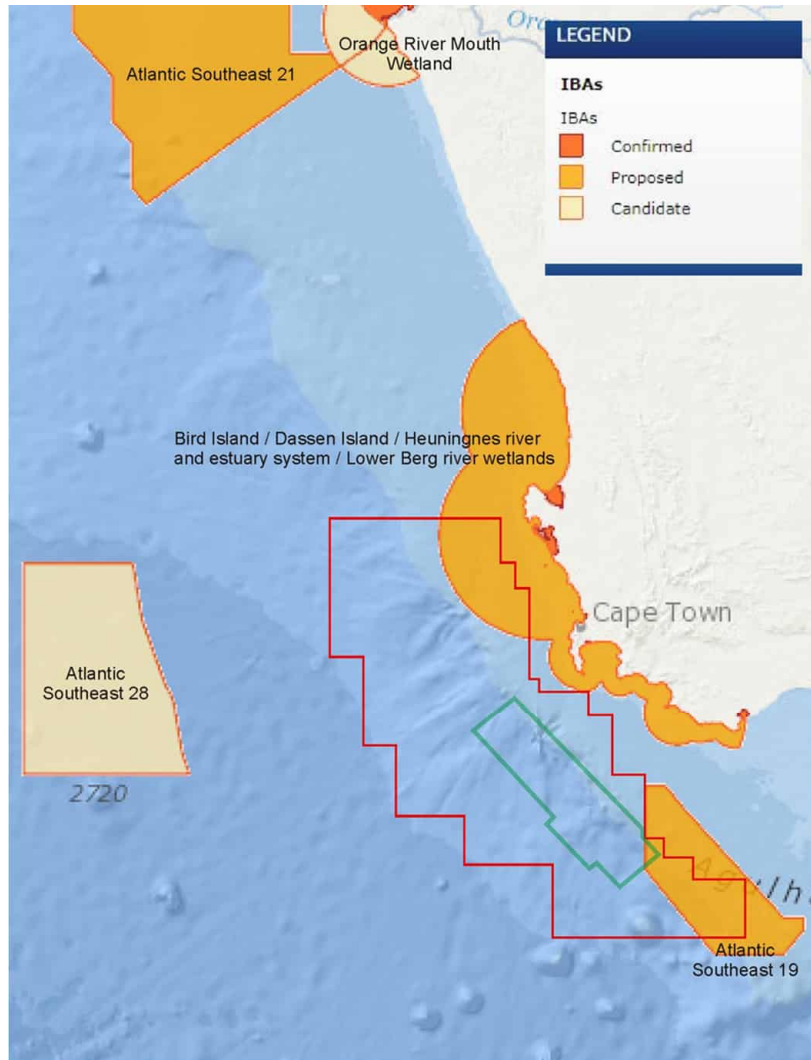 Orange
LEGEND
Orange River Mouth
Wetland
Atlantic Southeast 21
IBAs
IBAs
Confirmed
Proposed
Candidate
Bird Island / Dassen Island / Heuningnes river
and estuary system / Lower Berg river wetlands
Cape Town
Atlantic
Southeast 28
2720
Atlantic
Southeast 19